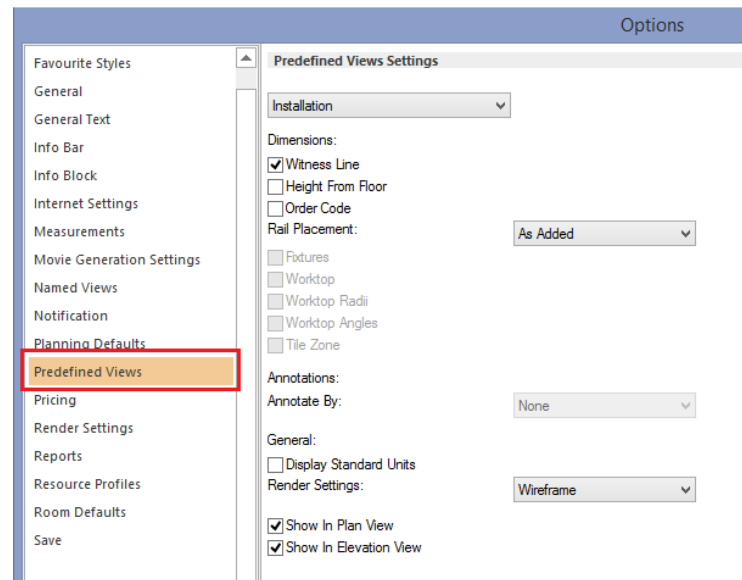 Options
Favourite Styles
General
General Text
Info Bar
Info Block
Internet Settings
Measurements
Movie Generation Settings
Named Views
Notification
Planning Defaults
Predefined Views
Pricing
Render Settings
Reports
Resource Profiles
Room Defaults
Save
Predefined Views Settings
Installation
Dimensions:
Witness Line
Height From Floor
Order Code
Rail Placement: As Added
Fixtures
Worktop
Worktop Radii
Worktop Angles
Tile Zone
Annotations:
Annotate By: None
General:
Display Standard Units
Render Settings: Wireframe
Show In Plan View
Show In Elevation View